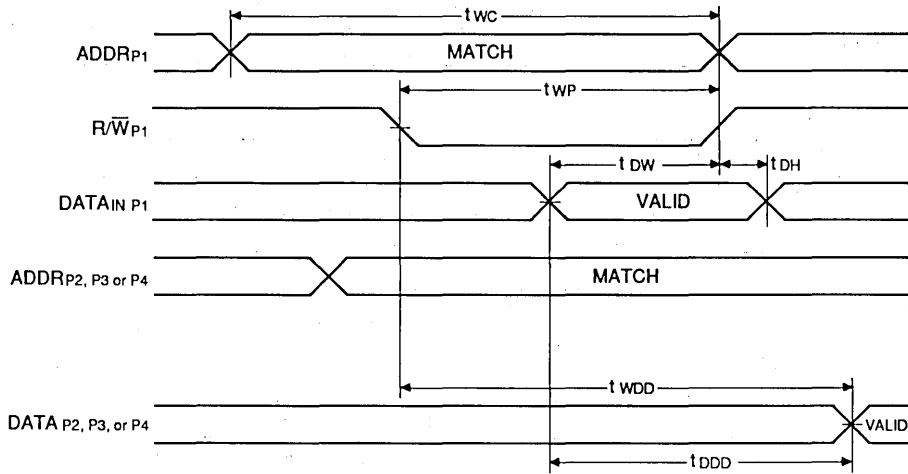 tWC
ADDRP1 MATCH
tWP
R/W̅P1
tDW tDH
DATAIN P1 VALID
ADDRP2, P3 or P4 MATCH
tWDD
DATA P2, P3, or P4 VALID
tDDD